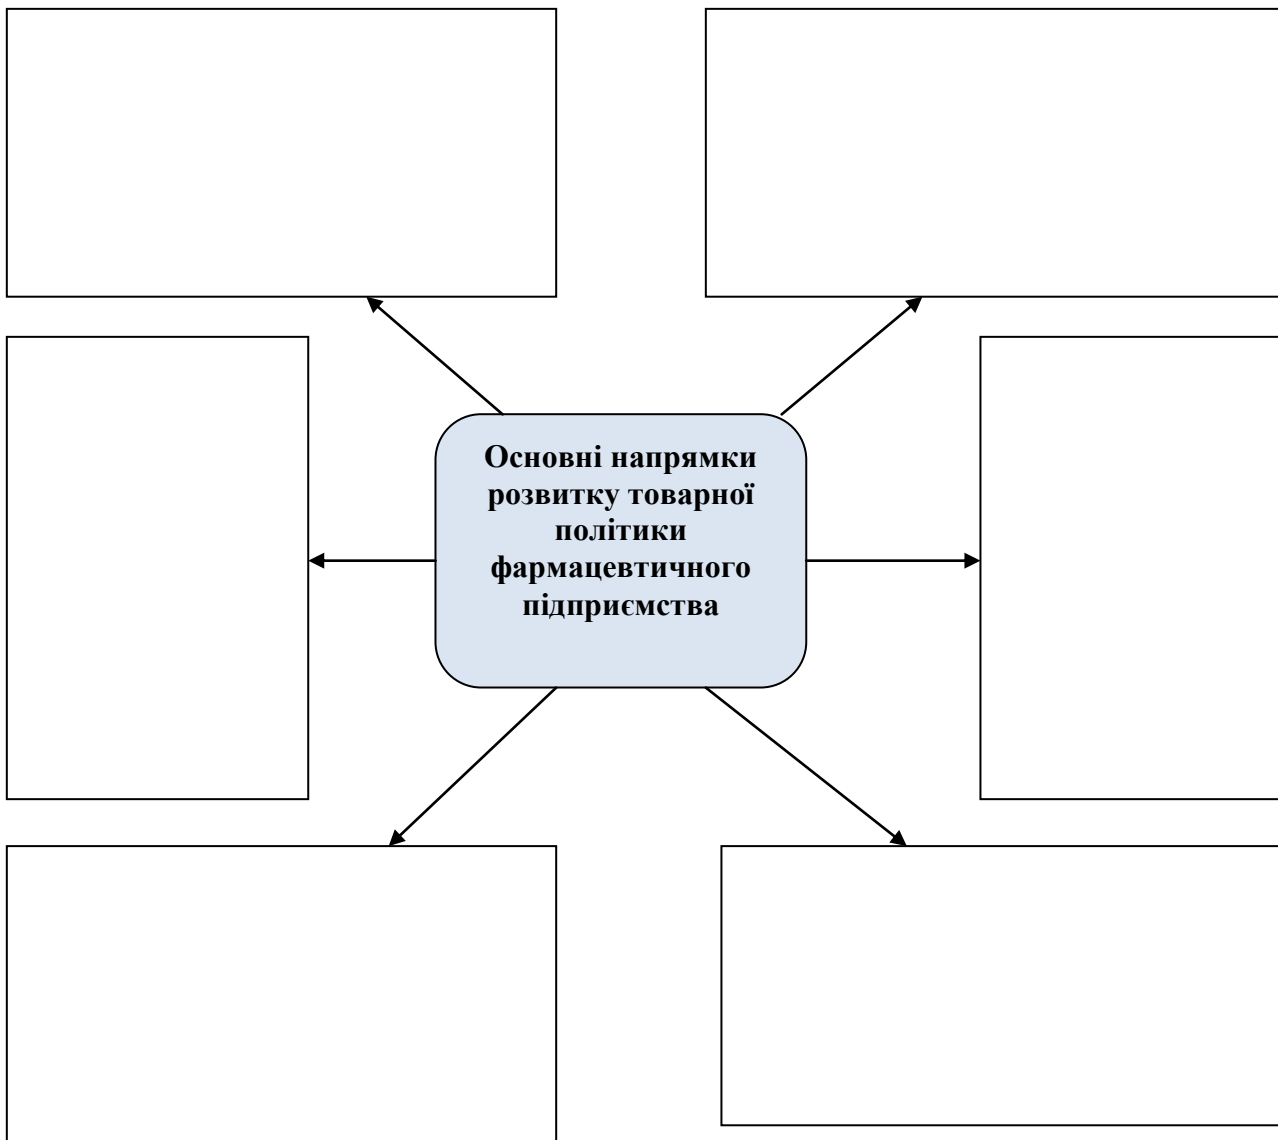 Основні напрямки
розвитку товарної
політики
фармацевтичного
підприємства